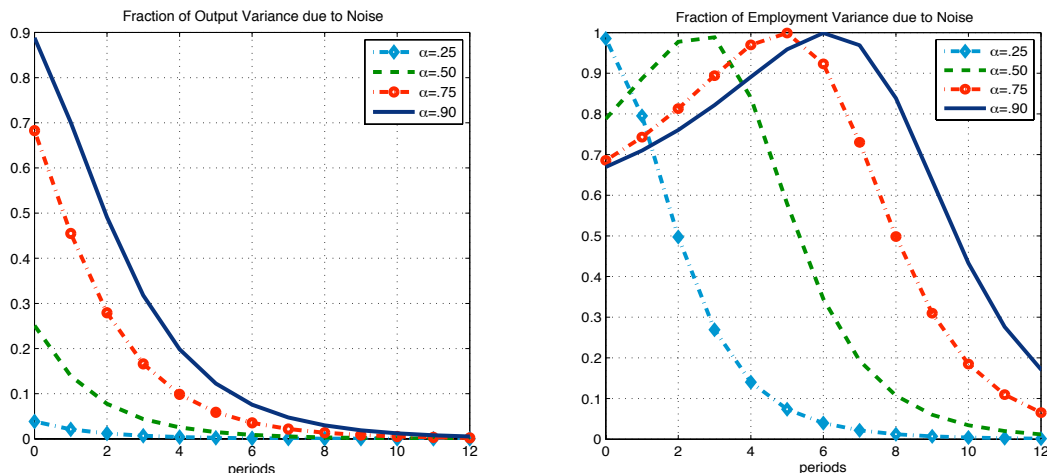 Fraction of Output Variance due to Noise
0.9
0.8
0.7
0.6
0.5
0.4
0.3
0.2
0.1
0
0 2 4 6 8 10 12
periods
α=.25
α=.50
α=.75
α=.90
Fraction of Employment Variance due to Noise
1
0.9
0.8
0.7
0.6
0.5
0.4
0.3
0.2
0.1
0
0 2 4 6 8 10 12
periods
α=.25
α=.50
α=.75
α=.90